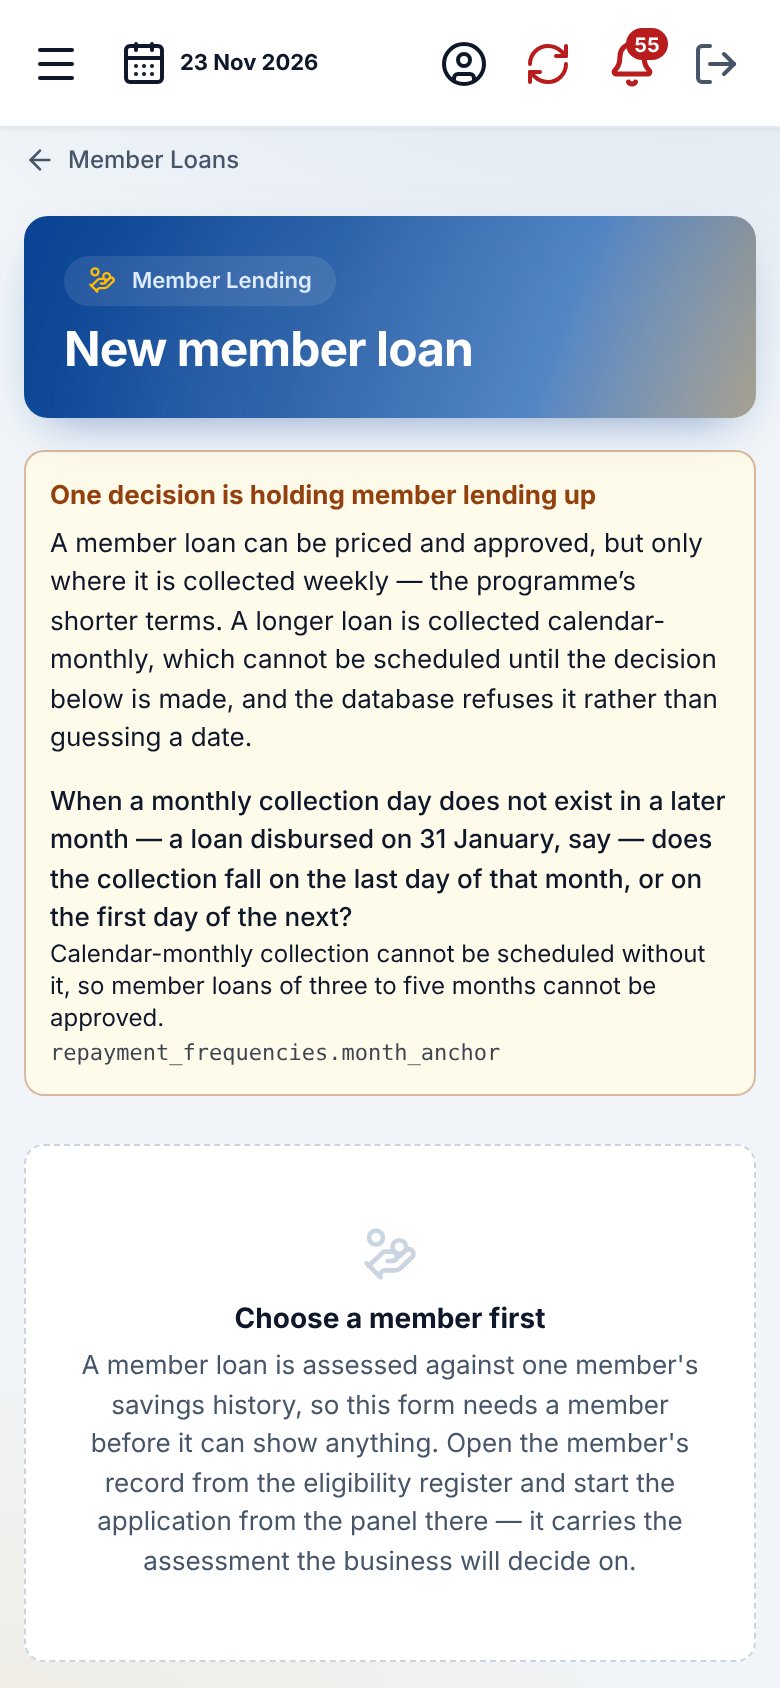 23 Nov 2026
55
Member Loans
Member Lending
New member loan
One decision is holding member lending up
A member loan can be priced and approved, but only
where it is collected weekly — the programme’s
shorter terms. A longer loan is collected calendar-
monthly, which cannot be scheduled until the decision
below is made, and the database refuses it rather than
guessing a date.
When a monthly collection day does not exist in a later
month — a loan disbursed on 31 January, say — does
the collection fall on the last day of that month, or on
the first day of the next?
Calendar-monthly collection cannot be scheduled without
it, so member loans of three to five months cannot be
approved.
repayment_frequencies.month_anchor
Choose a member first
A member loan is assessed against one member's
savings history, so this form needs a member
before it can show anything. Open the member's
record from the eligibility register and start the
application from the panel there — it carries the
assessment the business will decide on.